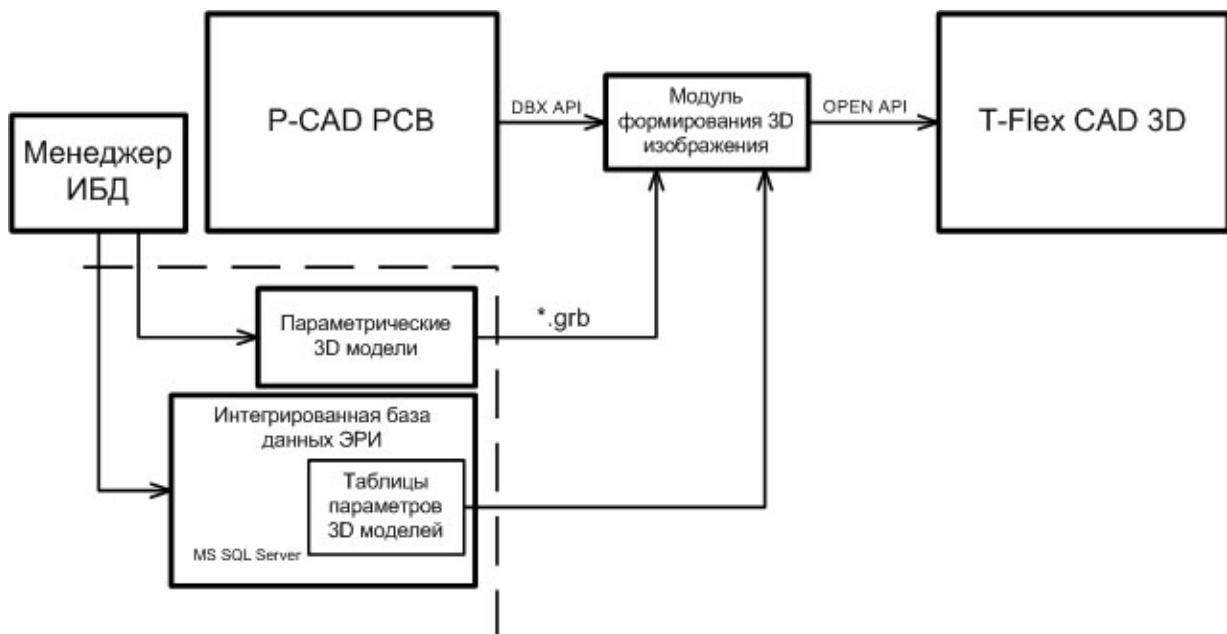 P-CAD PCB
DBX API
Модуль
формирования 3D
изображения
OPEN API
T-Flex CAD 3D
Менеджер
ИБД
Параметрические
3D модели
*.grb
Интегрированная база
данных ЭРИ
Таблицы
параметров
3D моделей
MS SQL Server